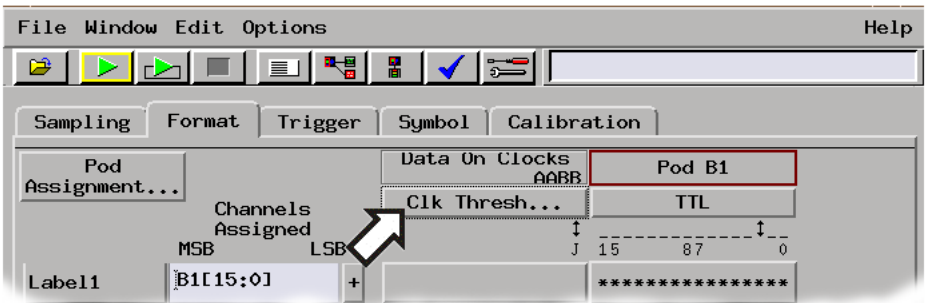 File Window Edit Options Help
Sampling Format Trigger Symbol Calibration
Pod
Assignment...
Data On Clocks
AABB
Pod B1
Clk Thresh...
TTL
Channels
Assigned
MSB LSB
J 15 87 0
Label1 B1[15:0] + ****************